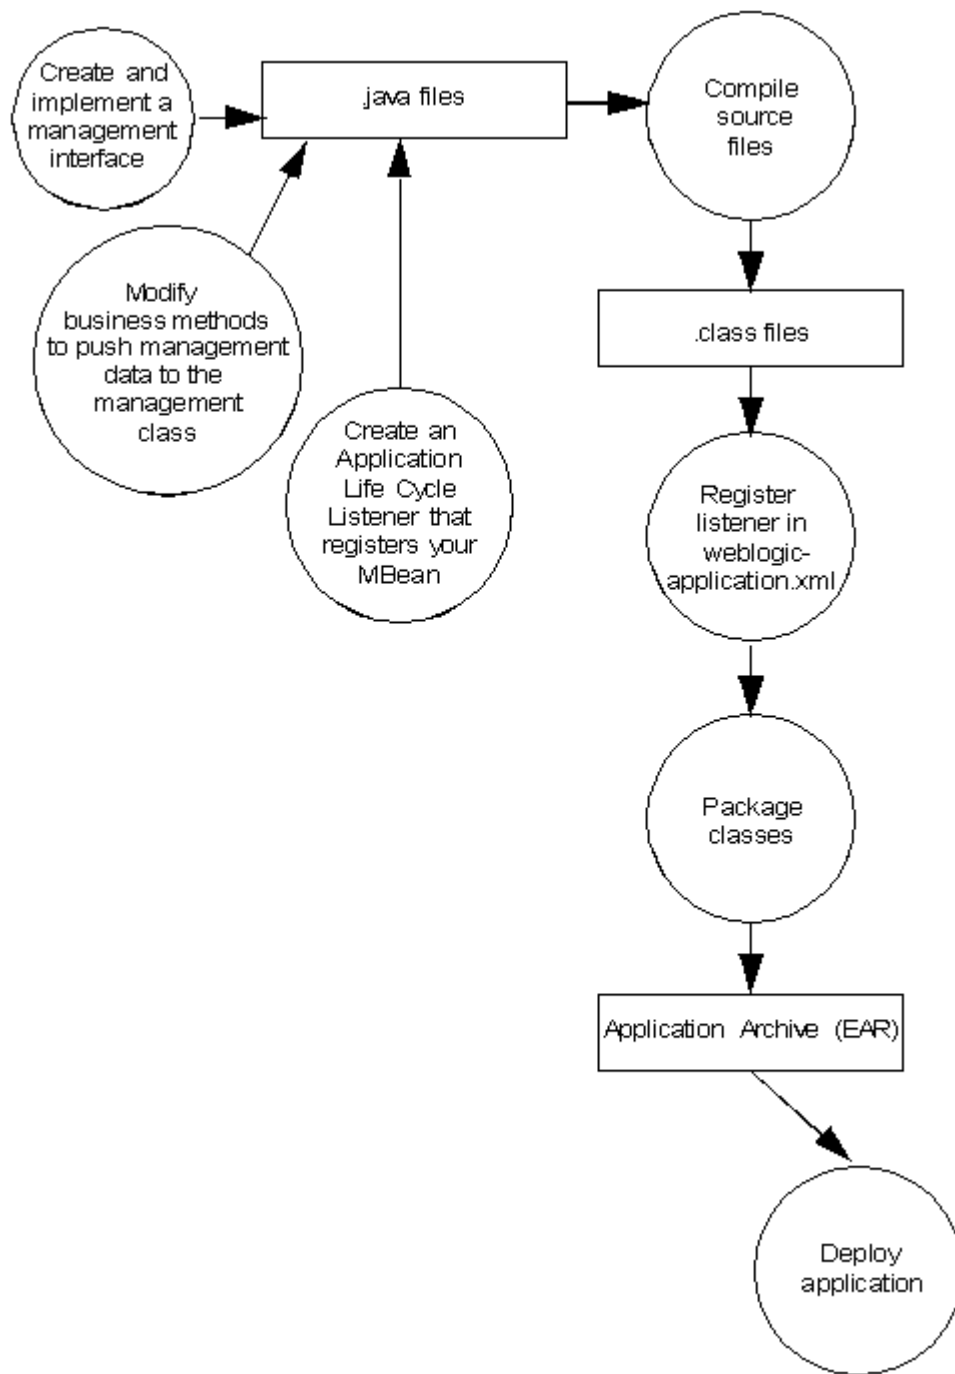 Create and
implement a
management
interface
.java files
Compile
source
files
Modify
business methods
to push management
data to the
management
class
.class files
Create an
Application
Life Cycle
Listener that
registers your
MBean
Register
listener in
weblogic-
application.xml
Package
classes
Application Archive (EAR)
Deploy
application